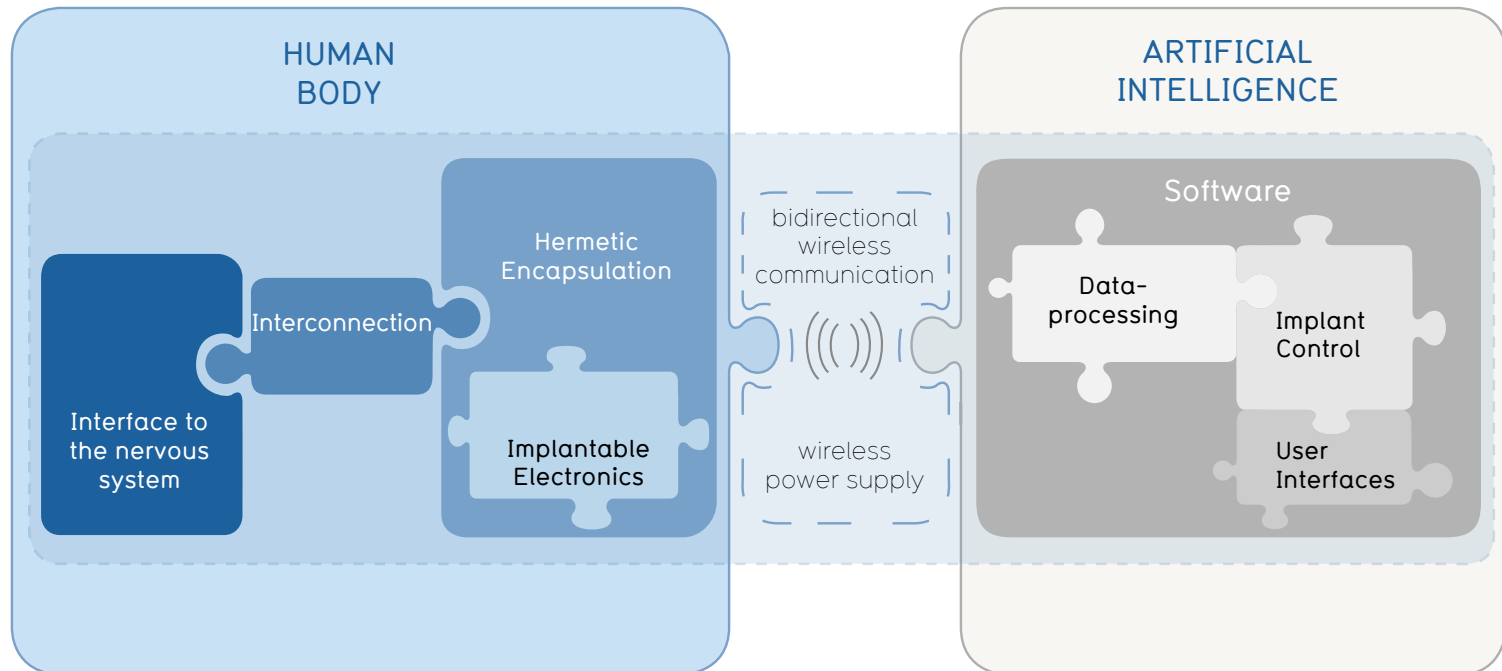 HUMAN
BODY
Interface to
the nervous
system
Interconnection
Hermetic
Encapsulation
Implantable
Electronics
bidirectional
wireless
communication
wireless
power supply
ARTIFICIAL
INTELLIGENCE
Software
Data-
processing
Implant
Control
User
Interfaces